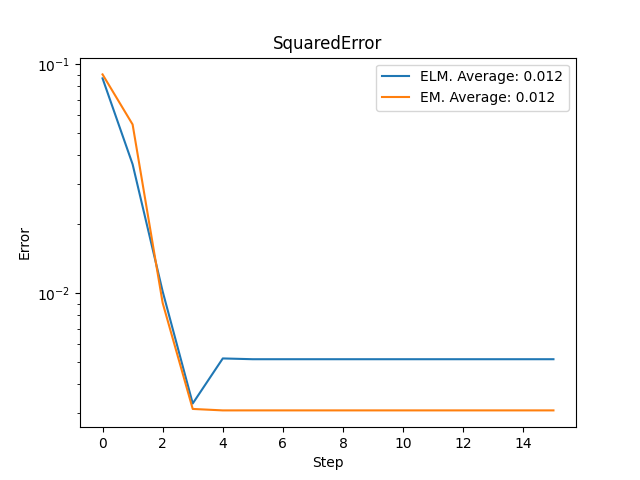 SquaredError
ELM. Average: 0.012
EM. Average: 0.012
Error
10⁻¹
10⁻²
0 2 4 6 8 10 12 14
Step